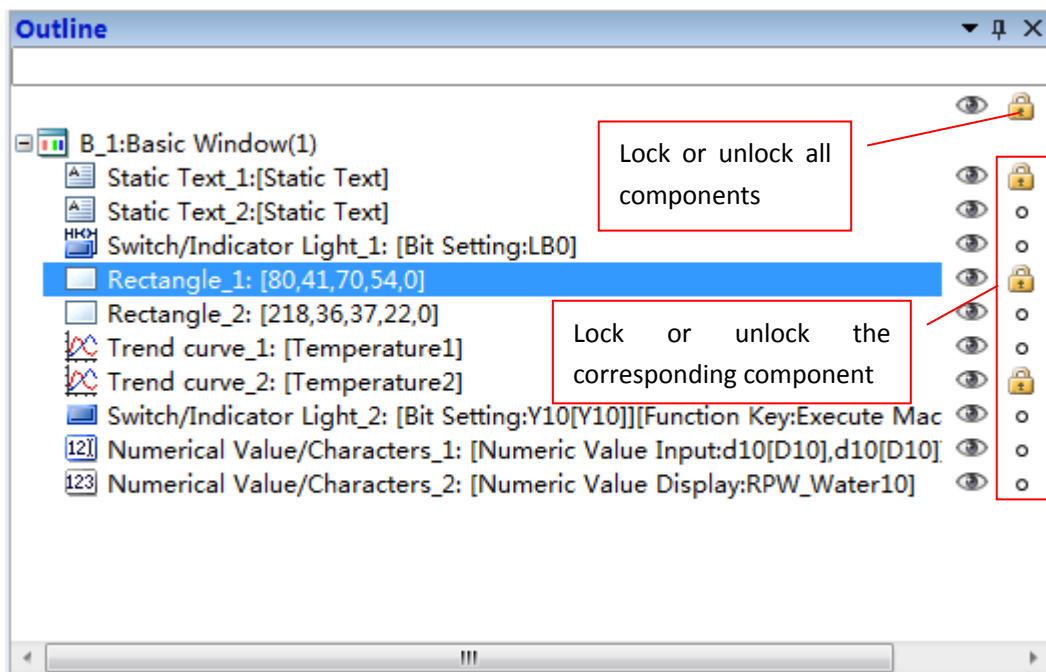 Outline
B_1:Basic Window(1)
Static Text_1:[Static Text]
Static Text_2:[Static Text]
Switch/Indicator Light_1: [Bit Setting:LB0]
Rectangle_1: [80,41,70,54,0]
Rectangle_2: [218,36,37,22,0]
Trend curve_1: [Temperature1]
Trend curve_2: [Temperature2]
Switch/Indicator Light_2: [Bit Setting:Y10[Y10]][Function Key:Execute Mac
Numerical Value/Characters_1: [Numeric Value Input:d10[D10],d10[D10]
Numerical Value/Characters_2: [Numeric Value Display:RPW_Water10]
Lock or unlock all
components
Lock or unlock the
corresponding component